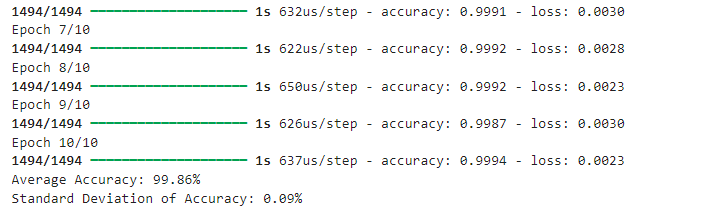 1494/1494 ━━━━━━━━━━━━━━━━━━━━ 1s 632us/step - accuracy: 0.9991 - loss: 0.0030
Epoch 7/10
1494/1494 ━━━━━━━━━━━━━━━━━━━━ 1s 622us/step - accuracy: 0.9992 - loss: 0.0028
Epoch 8/10
1494/1494 ━━━━━━━━━━━━━━━━━━━━ 1s 650us/step - accuracy: 0.9992 - loss: 0.0023
Epoch 9/10
1494/1494 ━━━━━━━━━━━━━━━━━━━━ 1s 626us/step - accuracy: 0.9987 - loss: 0.0030
Epoch 10/10
1494/1494 ━━━━━━━━━━━━━━━━━━━━ 1s 637us/step - accuracy: 0.9994 - loss: 0.0023
Average Accuracy: 99.86%
Standard Deviation of Accuracy: 0.09%